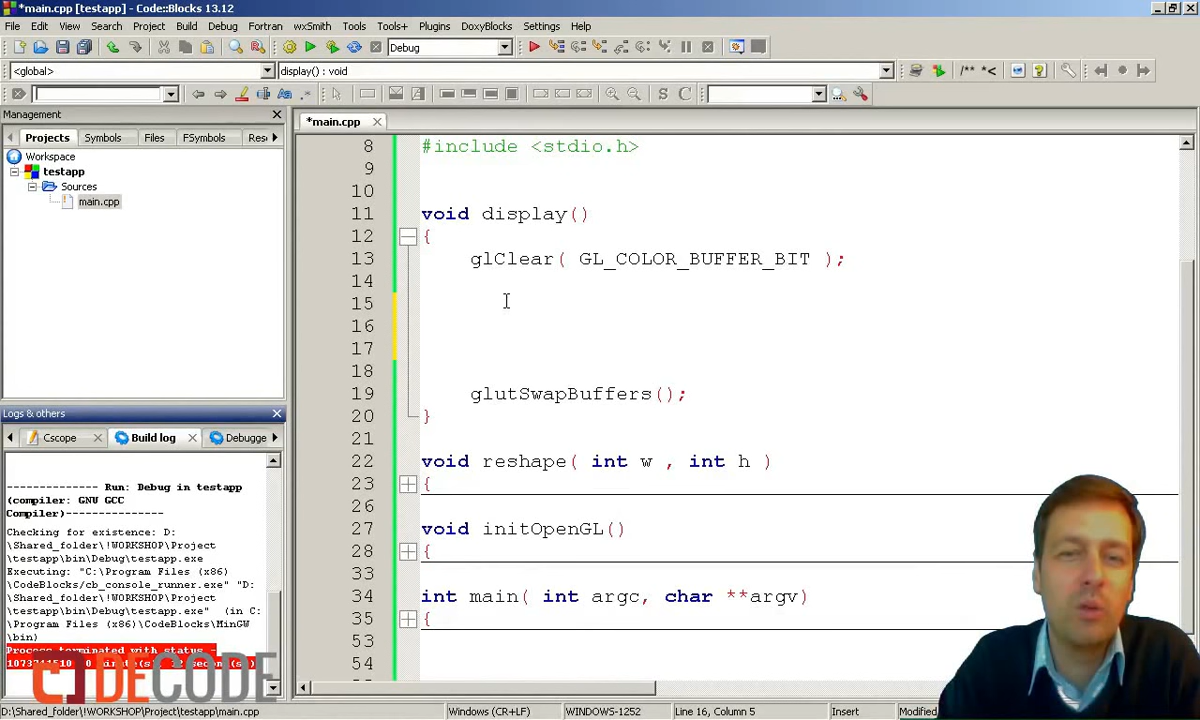 *main.cpp [testapp] - Code::Blocks 13.12
File Edit View Search Project Build Debug Fortran wxSmith Tools Tools+ Plugins DoxyBlocks Settings Help
Debug
<global> display() : void
/** *<
S C
Management
Projects Symbols Files FSymbols Res
Workspace
testapp
Sources
main.cpp
*main.cpp
8 #include <stdio.h>
9
10
11 void display()
12 {
13 glClear( GL_COLOR_BUFFER_BIT );
14
15
16
17
18
19 glutSwapBuffers();
20 }
21
22 void reshape( int w , int h )
23 {
26
27 void initOpenGL()
28 {
33
34 int main( int argc, char **argv)
35 {
53
54
Logs & others
Cscope Build log Debugge
-------------- Run: Debug in testapp
(compiler: GNU GCC
Compiler)---------------
Checking for existence: D:
\Shared_folder\!WORKSHOP\Project
\testapp\bin\Debug\testapp.exe
Executing: "C:\Program Files (x86)
\CodeBlocks/cb_console_runner.exe" "D:
\Shared_folder\!WORKSHOP\Project
\testapp\bin\Debug\testapp.exe" (in C:
\Program Files (x86)\CodeBlocks\MinGW
\bin)
Process terminated with status -
DECODE
D:\Shared_folder\!WORKSHOP\Project\testapp\main.cpp Windows (CR+LF) WINDOWS-1252 Line 16, Column 5 Insert Modified